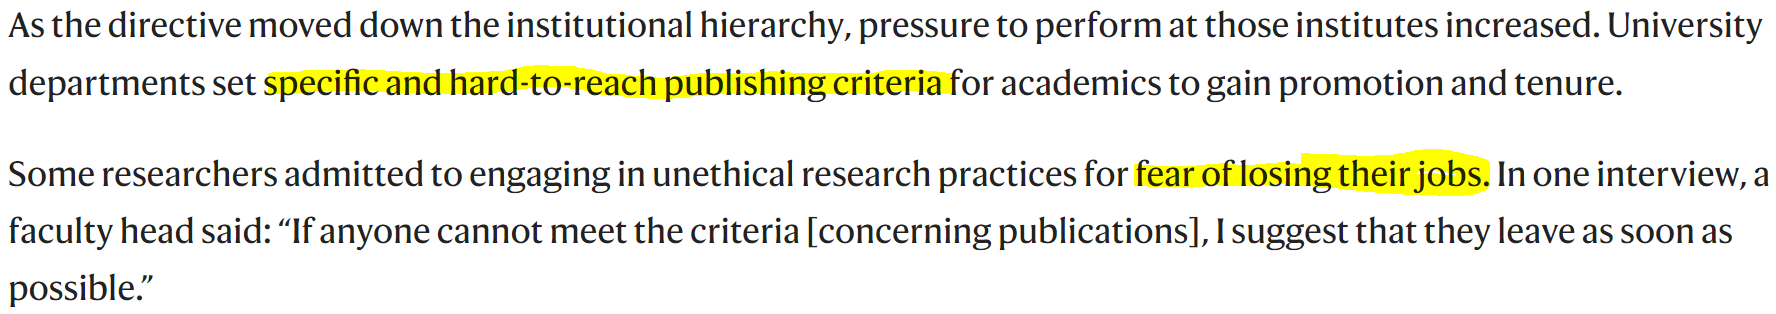 As the directive moved down the institutional hierarchy, pressure to perform at those institutes increased. University
departments set specific and hard-to-reach publishing criteria for academics to gain promotion and tenure.
Some researchers admitted to engaging in unethical research practices for fear of losing their jobs. In one interview, a
faculty head said: “If anyone cannot meet the criteria [concerning publications], I suggest that they leave as soon as
possible.”